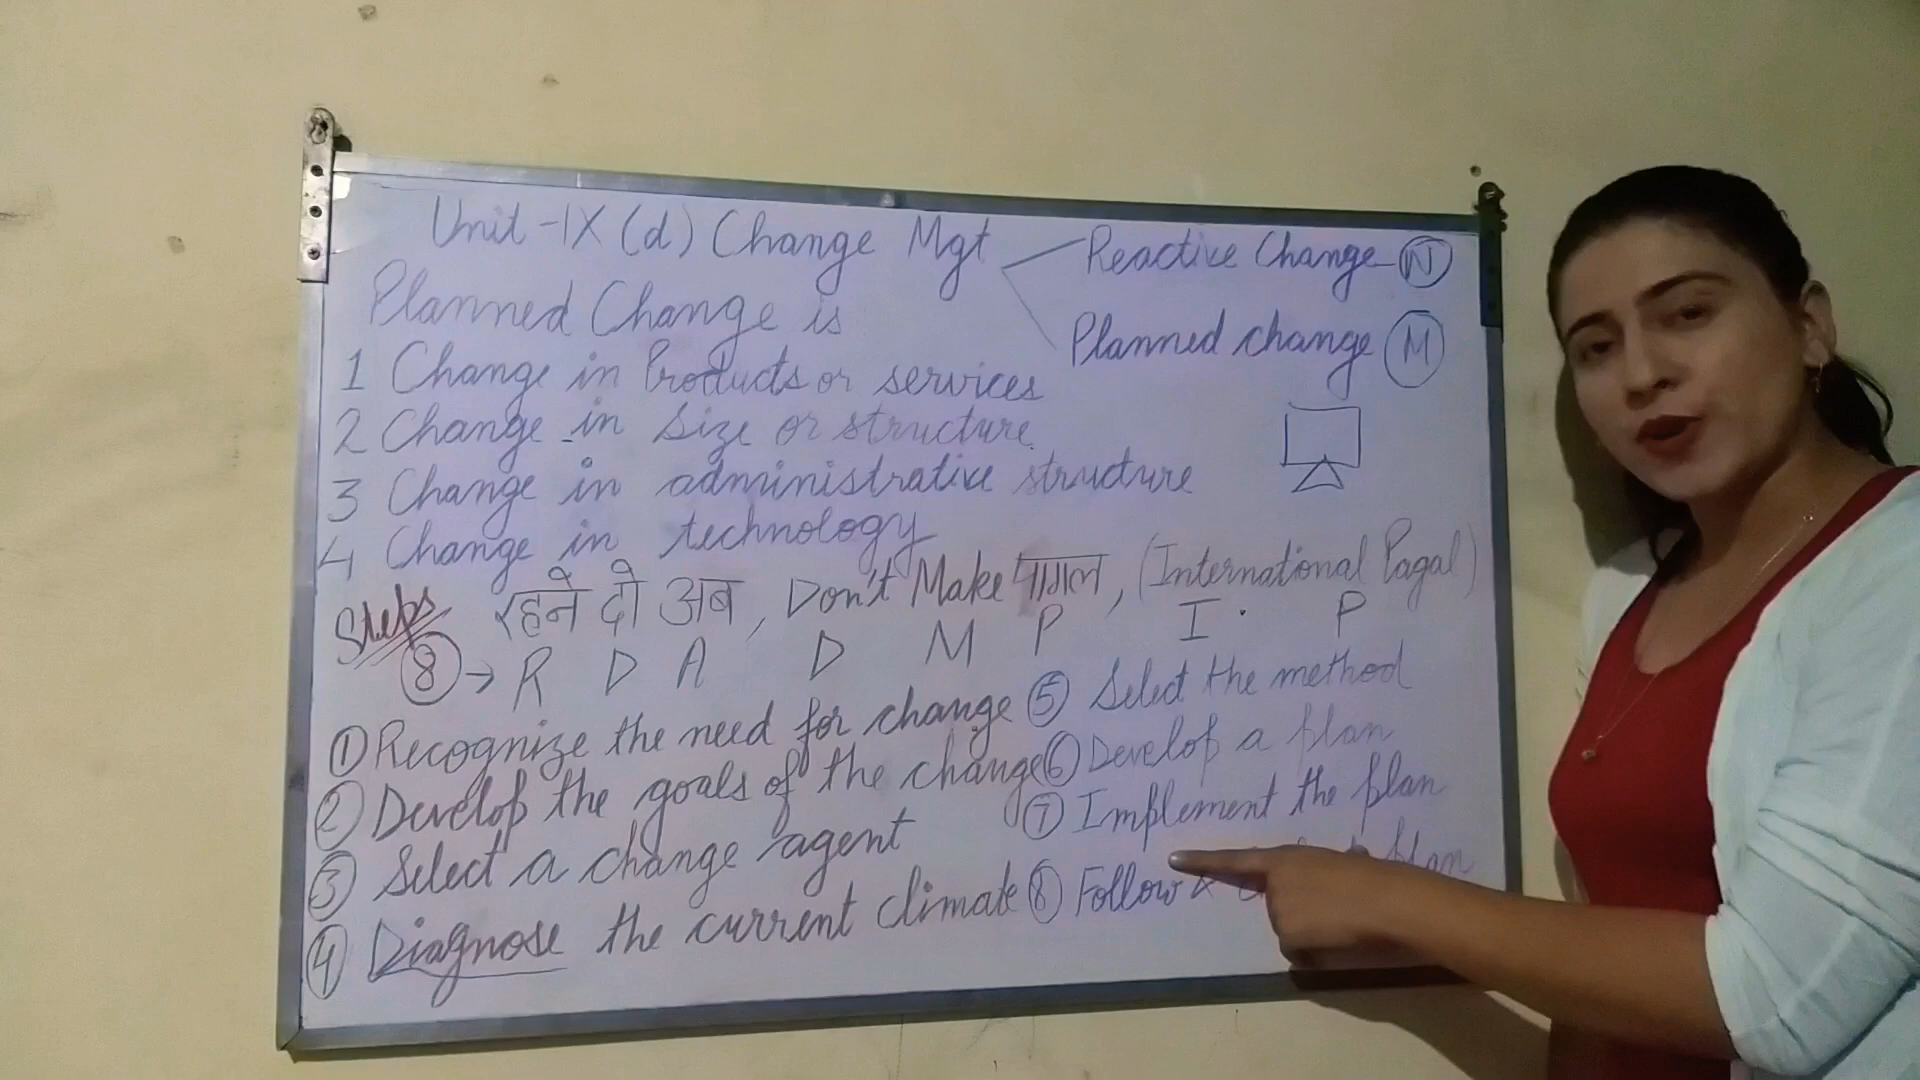 Unit-IX (d) Change Mgt
Reactive Change - N
Planned change M
Planned Change is
1 Change in Products or services
2 Change in size or structure
3 Change in administrative structure
4 Change in technology
Steps
रहने दो अब, Don't Make पागल, (International Pagal)
8 → R D A D M P I P
① Recognize the need for change
② Develop the goals of the change
③ Select a change agent
④ Diagnose the current climate
⑤ Select the method
⑥ Develop a plan
⑦ Implement the plan
⑧ Follow & plan